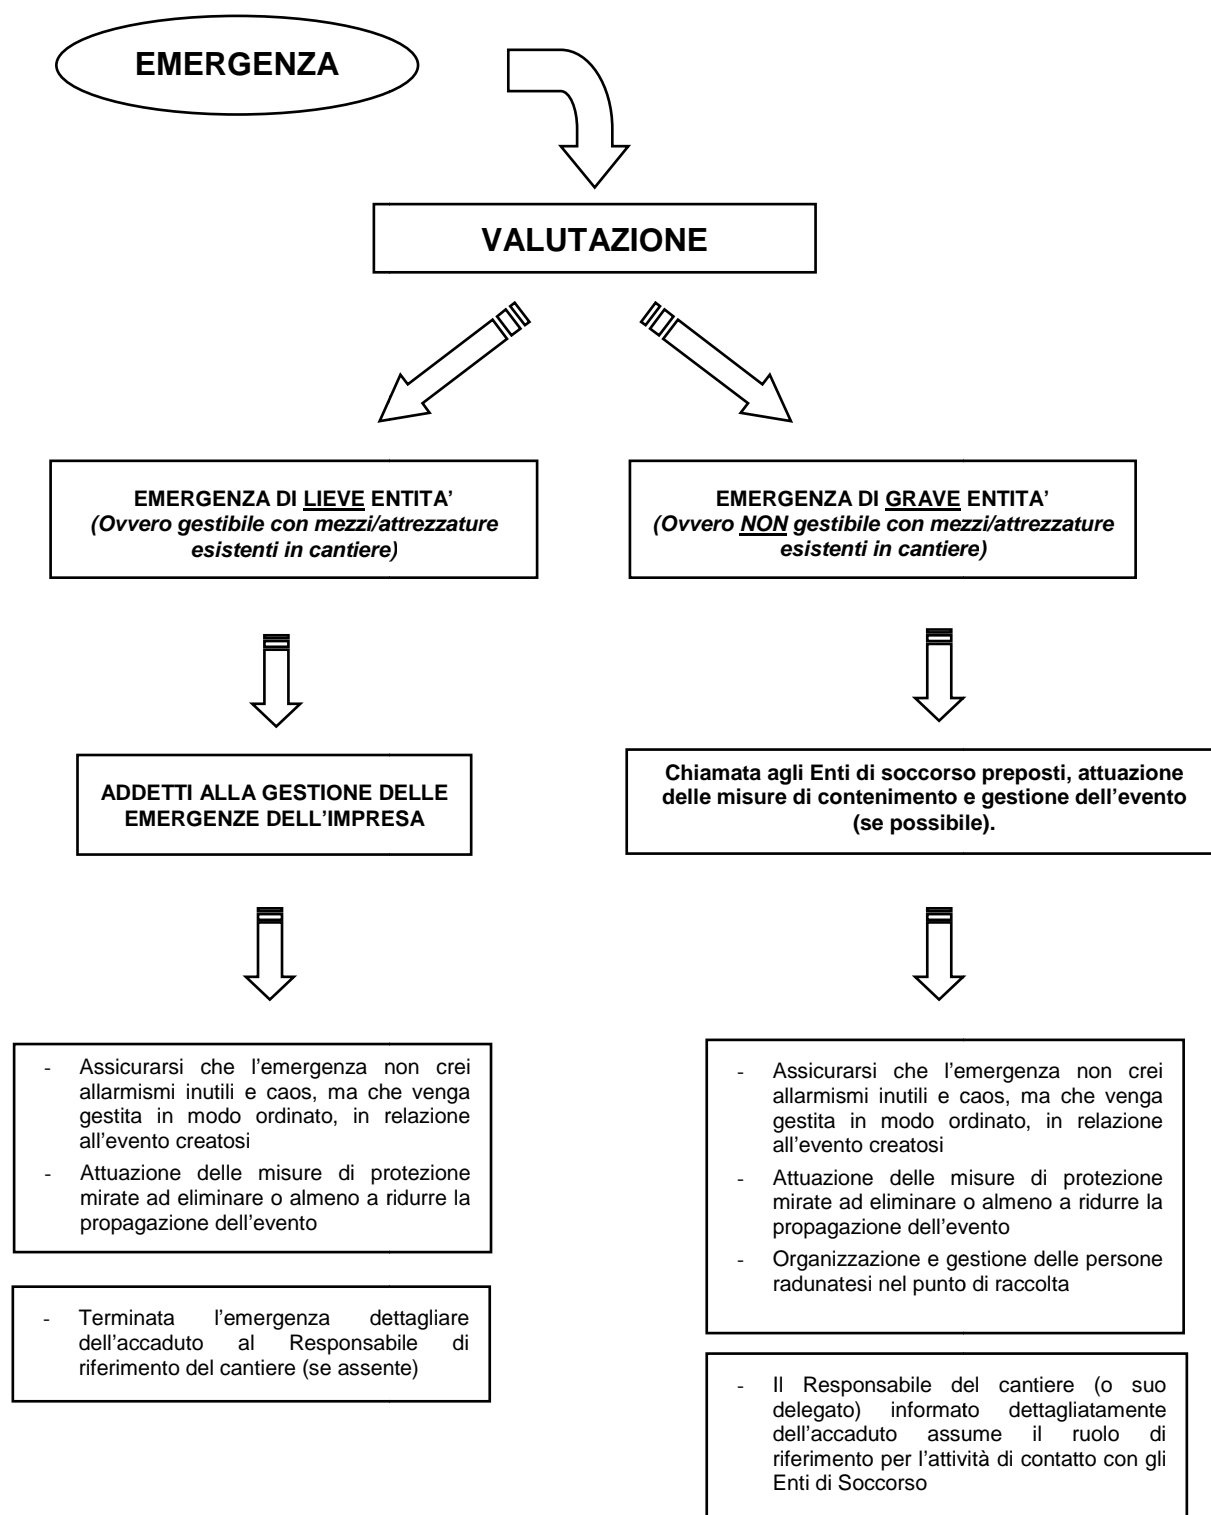 EMERGENZA
VALUTAZIONE
EMERGENZA DI LIEVE ENTITA’
(Ovvero gestibile con mezzi/attrezzature
esistenti in cantiere)
EMERGENZA DI GRAVE ENTITA’
(Ovvero NON gestibile con mezzi/attrezzature
esistenti in cantiere)
ADDETTI ALLA GESTIONE DELLE
EMERGENZE DELL’IMPRESA
Chiamata agli Enti di soccorso preposti, attuazione
delle misure di contenimento e gestione dell’evento
(se possibile).
- Assicurarsi che l’emergenza non crei
allarmismi inutili e caos, ma che venga
gestita in modo ordinato, in relazione
all’evento creatosi
- Attuazione delle misure di protezione
mirate ad eliminare o almeno a ridurre la
propagazione dell’evento
- Terminata l’emergenza dettagliare
dell’accaduto al Responsabile di
riferimento del cantiere (se assente)
- Assicurarsi che l’emergenza non crei
allarmismi inutili e caos, ma che venga
gestita in modo ordinato, in relazione
all’evento creatosi
- Attuazione delle misure di protezione
mirate ad eliminare o almeno a ridurre la
propagazione dell’evento
- Organizzazione e gestione delle persone
radunatesi nel punto di raccolta
- Il Responsabile del cantiere (o suo
delegato) informato dettagliatamente
dell’accaduto assume il ruolo di
riferimento per l’attività di contatto con gli
Enti di Soccorso